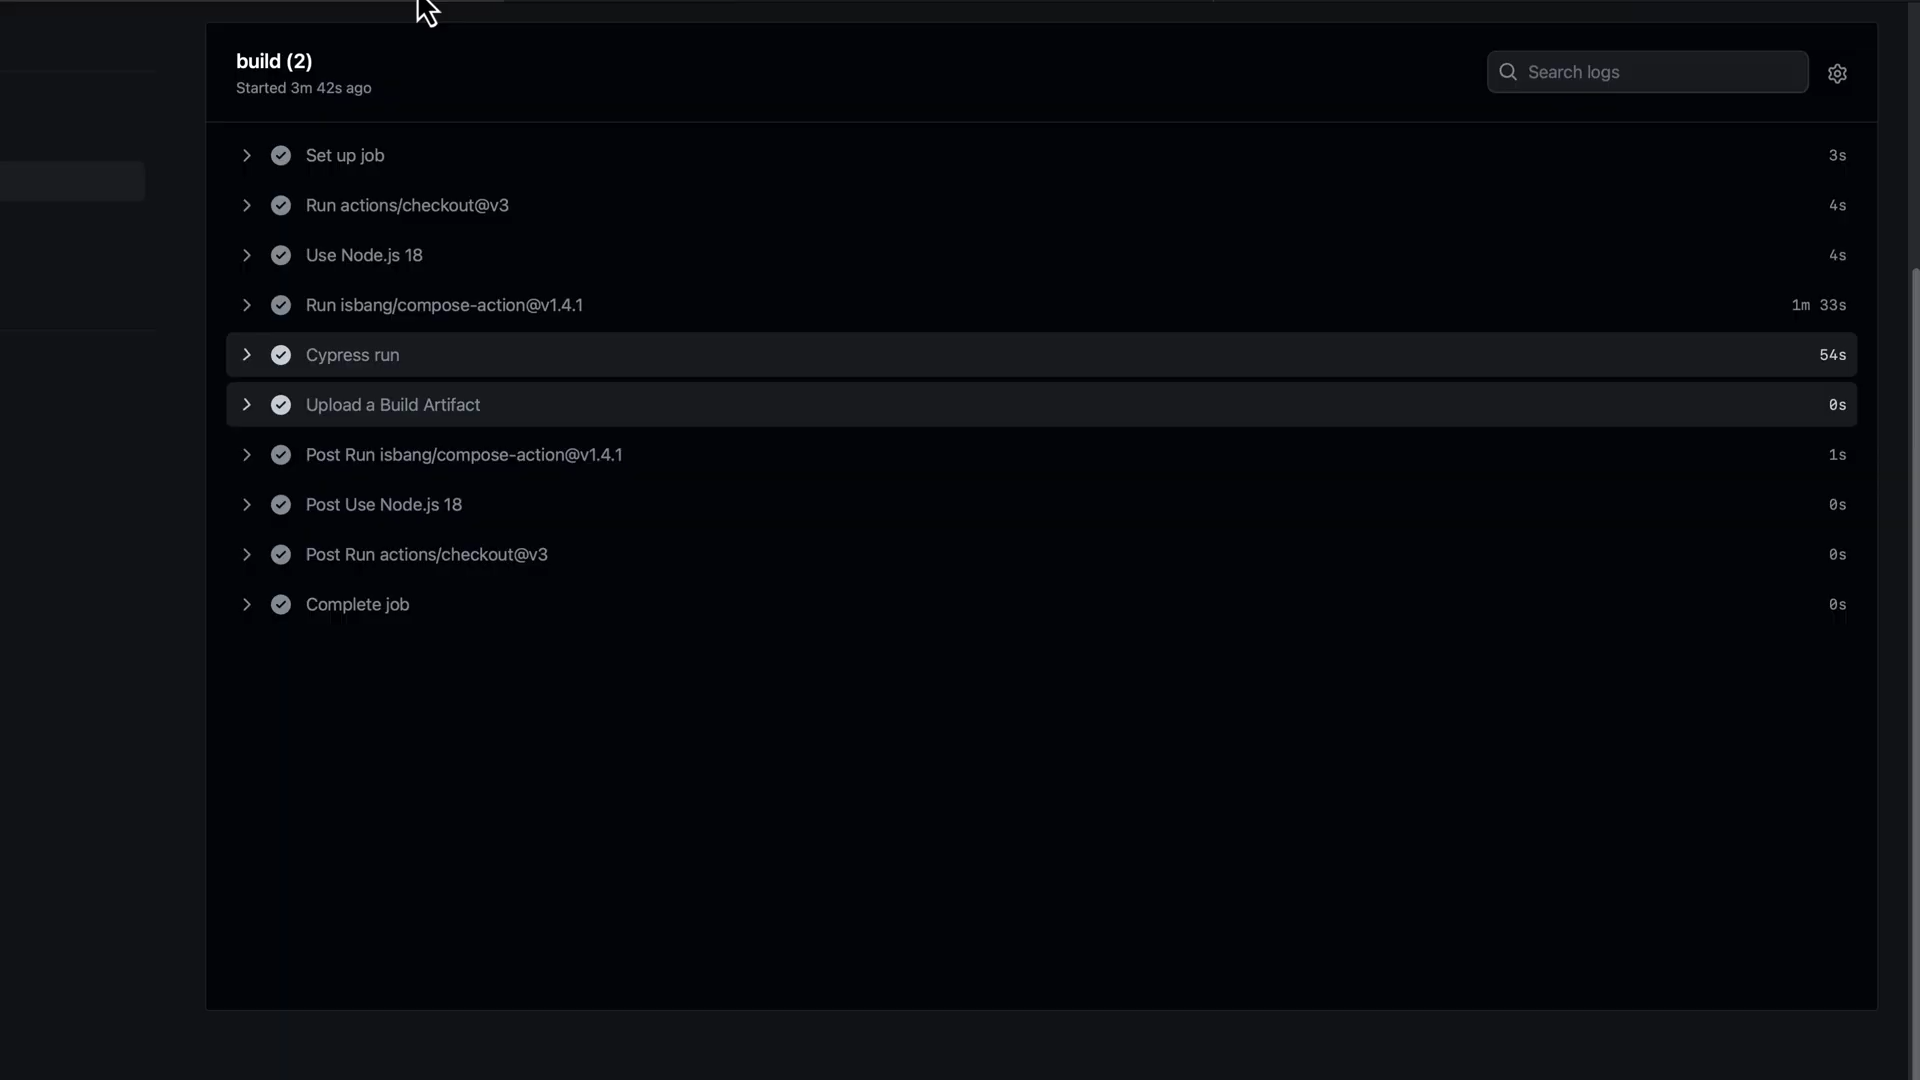 build (2)
Started 3m 42s ago
Search logs
Set up job 3s
Run actions/checkout@v3 4s
Use Node.js 18 4s
Run isbang/compose-action@v1.4.1 1m 33s
Cypress run 54s
Upload a Build Artifact 0s
Post Run isbang/compose-action@v1.4.1 1s
Post Use Node.js 18 0s
Post Run actions/checkout@v3 0s
Complete job 0s